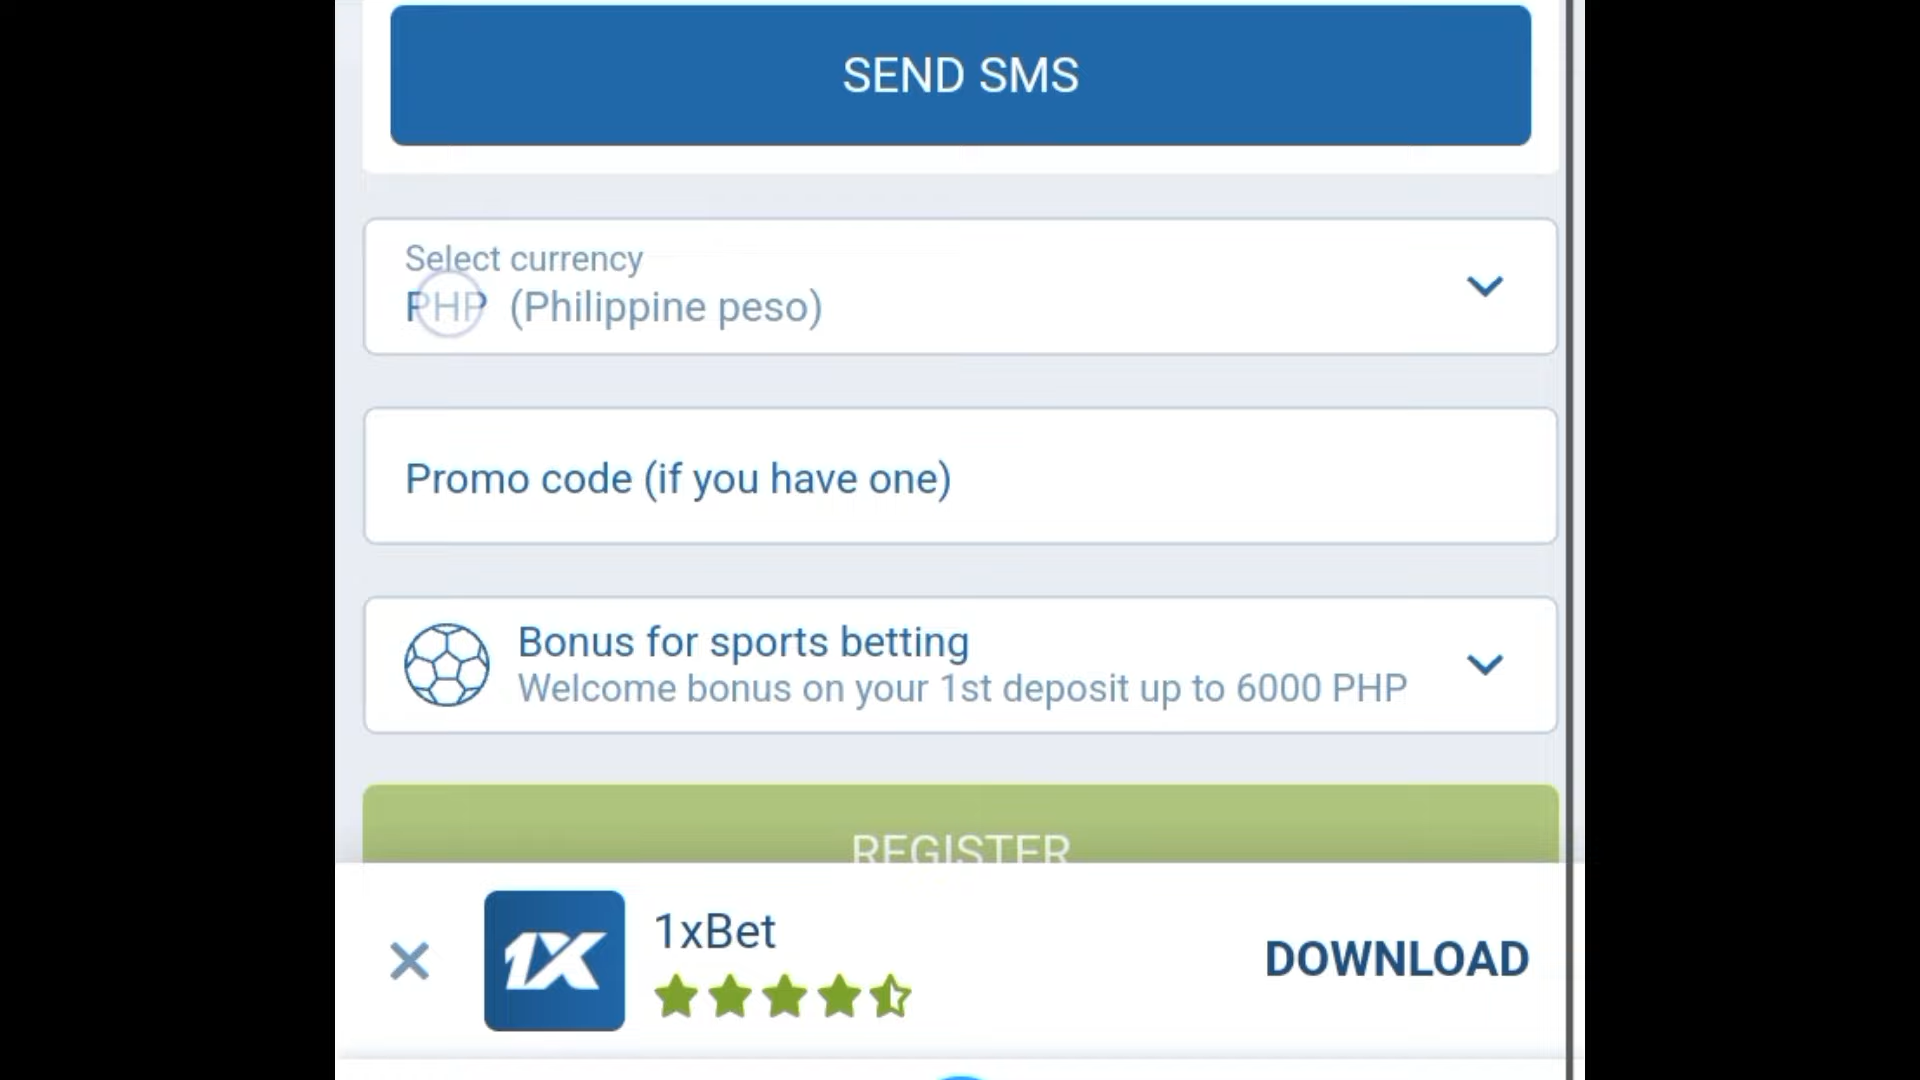 SEND SMS
Select currency
PHP (Philippine peso)
Promo code (if you have one)
Bonus for sports betting
Welcome bonus on your 1st deposit up to 6000 PHP
REGISTER
1X
1xBet
DOWNLOAD